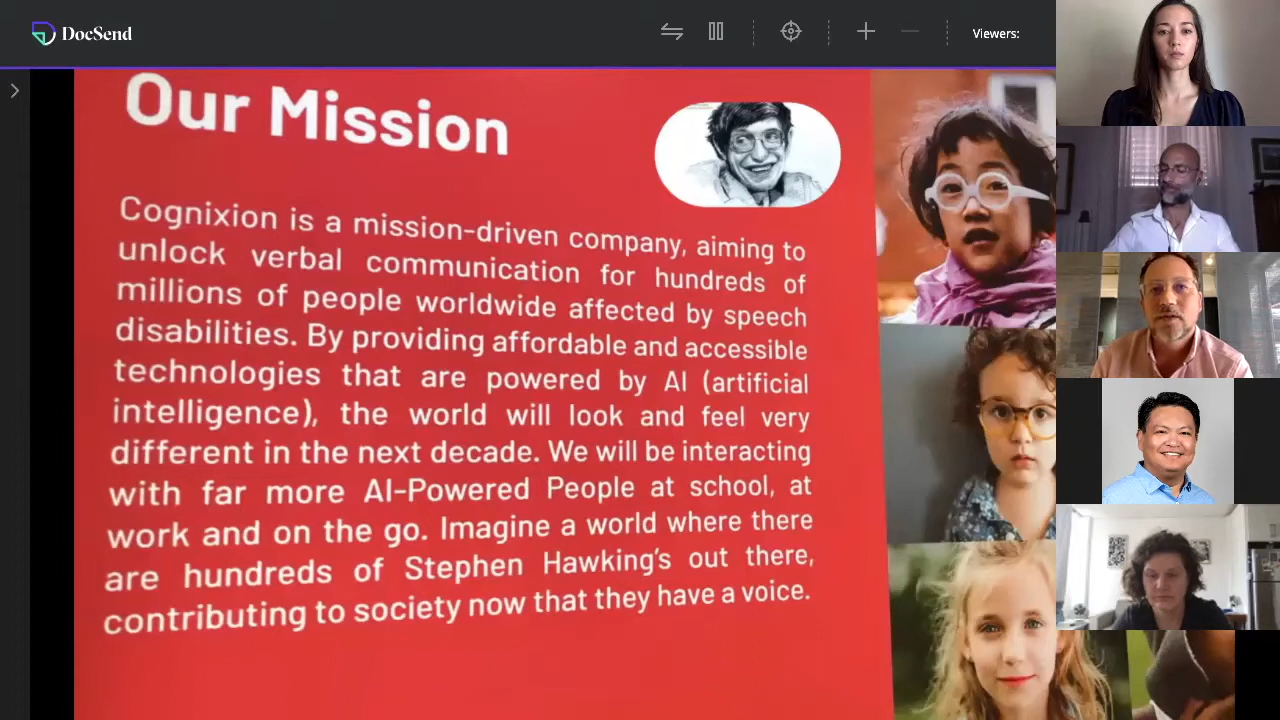 DocSend
Viewers:
Our Mission
Cognixion is a mission-driven company, aiming to
unlock verbal communication for hundreds of
millions of people worldwide affected by speech
disabilities. By providing affordable and accessible
technologies that are powered by AI (artificial
intelligence), the world will look and feel very
different in the next decade. We will be interacting
with far more AI-Powered People at school, at
work and on the go. Imagine a world where there
are hundreds of Stephen Hawking's out there,
contributing to society now that they have a voice.